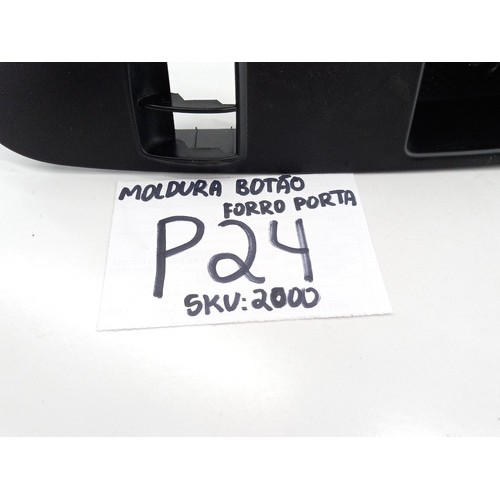 MOLDURA BOTÃO
FORRO PORTA
P24
SKU: 2000